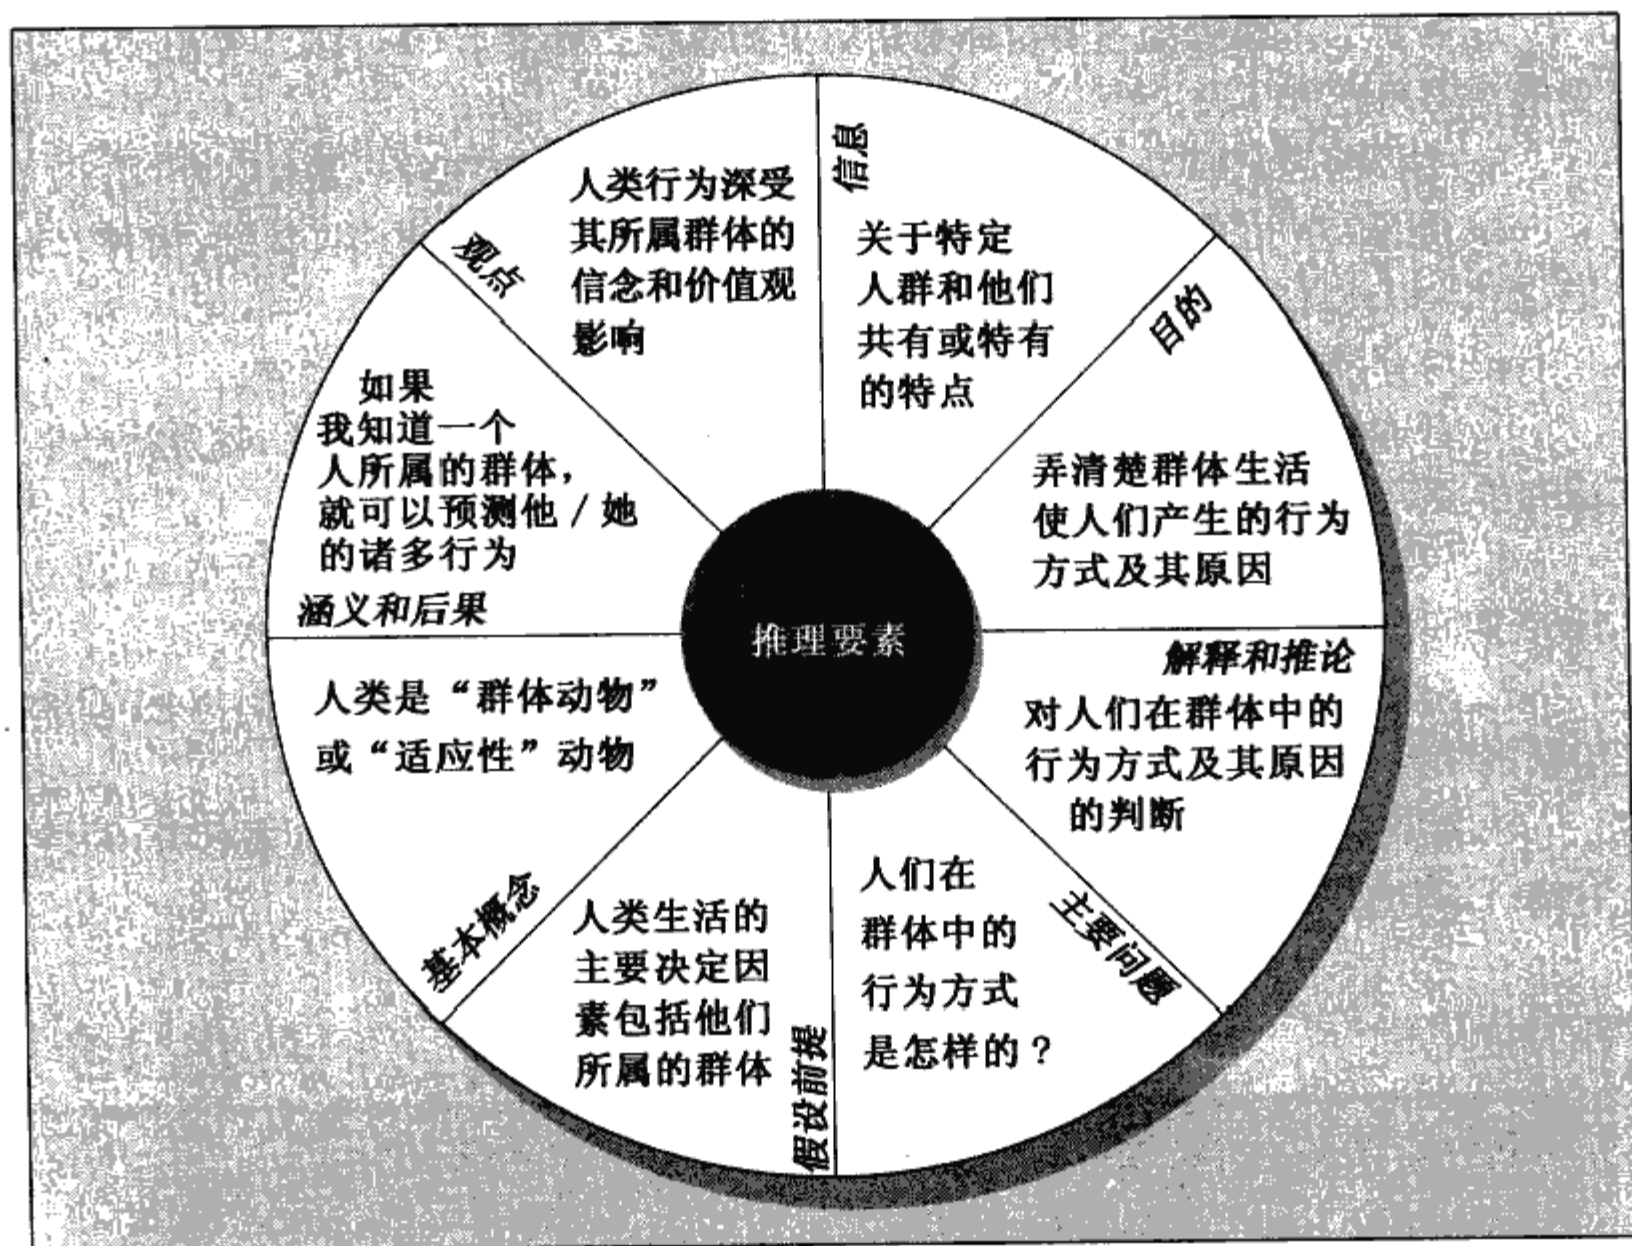 信息
关于特定
人群和他们
共有或特有
的特点
目的
弄清楚群体生活
使人们产生的行为
方式及其原因
解释和推论
对人们在群体中的
行为方式及其原因
的判断
主要问题
人们在
群体中的
行为方式
是怎样的？
假设前提
人类生活的
主要决定因
素包括他们
所属的群体
基本概念
人类是“群体动物”
或“适应性”动物
涵义和后果
如果
我知道一个
人所属的群体，
就可以预测他/她
的诸多行为
观点
人类行为深受
其所属群体的
信念和价值观
影响
推理要素